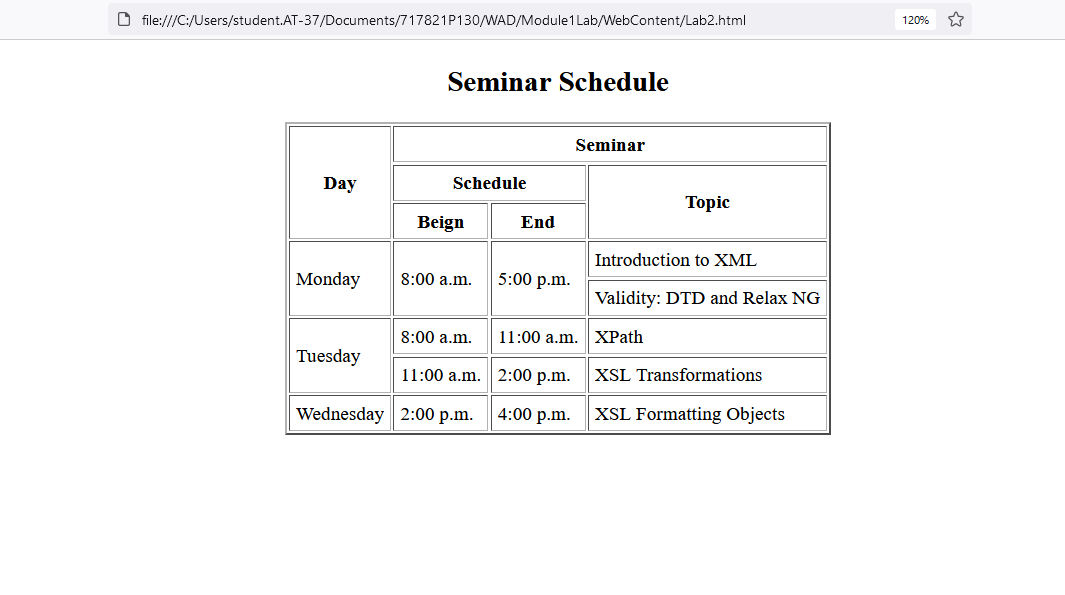 file:///C:/Users/student.AT-37/Documents/717821P130/WAD/Module1Lab/WebContent/Lab2.html 120%
Seminar Schedule
Day Seminar
Schedule Topic
Beign End
Monday 8:00 a.m. 5:00 p.m. Introduction to XML
Validity: DTD and Relax NG
Tuesday 8:00 a.m. 11:00 a.m. XPath
11:00 a.m. 2:00 p.m. XSL Transformations
Wednesday 2:00 p.m. 4:00 p.m. XSL Formatting Objects